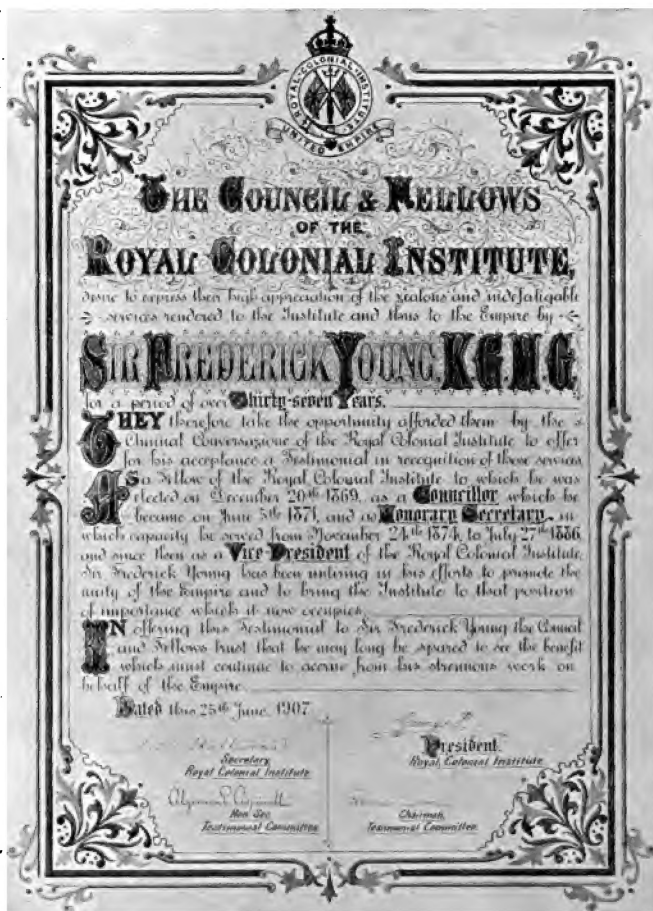 ROYAL·COLONIAL·INSTITUTE
UNITED EMPIRE
THE COUNCIL & FELLOWS
OF THE
ROYAL COLONIAL INSTITUTE,
desire to express their high appreciation of the zealous and indefatigable
services rendered to the Institute and thus to the Empire by
SIR FREDERICK YOUNG, K.C.M.G.
for a period of over Thirty-seven Years.
THEY therefore take the opportunity afforded them by the
Annual Conversazione of the Royal Colonial Institute to offer
for his acceptance a Testimonial in recognition of these services.
AS a Fellow of the Royal Colonial Institute to which he was
elected on December 20th 1869, as a Councillor which he
became on June 5th 1871, and as Honorary Secretary in
which capacity he served from November 24th 1874, to July 27th 1886
and since then as a Vice President of the Royal Colonial Institute,
Sir Frederick Young has been untiring in his efforts to promote the
unity of the Empire and to bring the Institute to that position
of importance which it now occupies.
IN offering this Testimonial to Sir Frederick Young the Council
and Fellows trust that he may long be spared to see the benefit
which must continue to accrue from his strenuous work on
behalf of the Empire
Dated this 25th June, 1907
George P.
Secretary
Royal Colonial Institute
President
Royal Colonial Institute
Algernon E. Aspinall
Hon Sec
Testimonial Committee
Chairman
Testimonial Committee